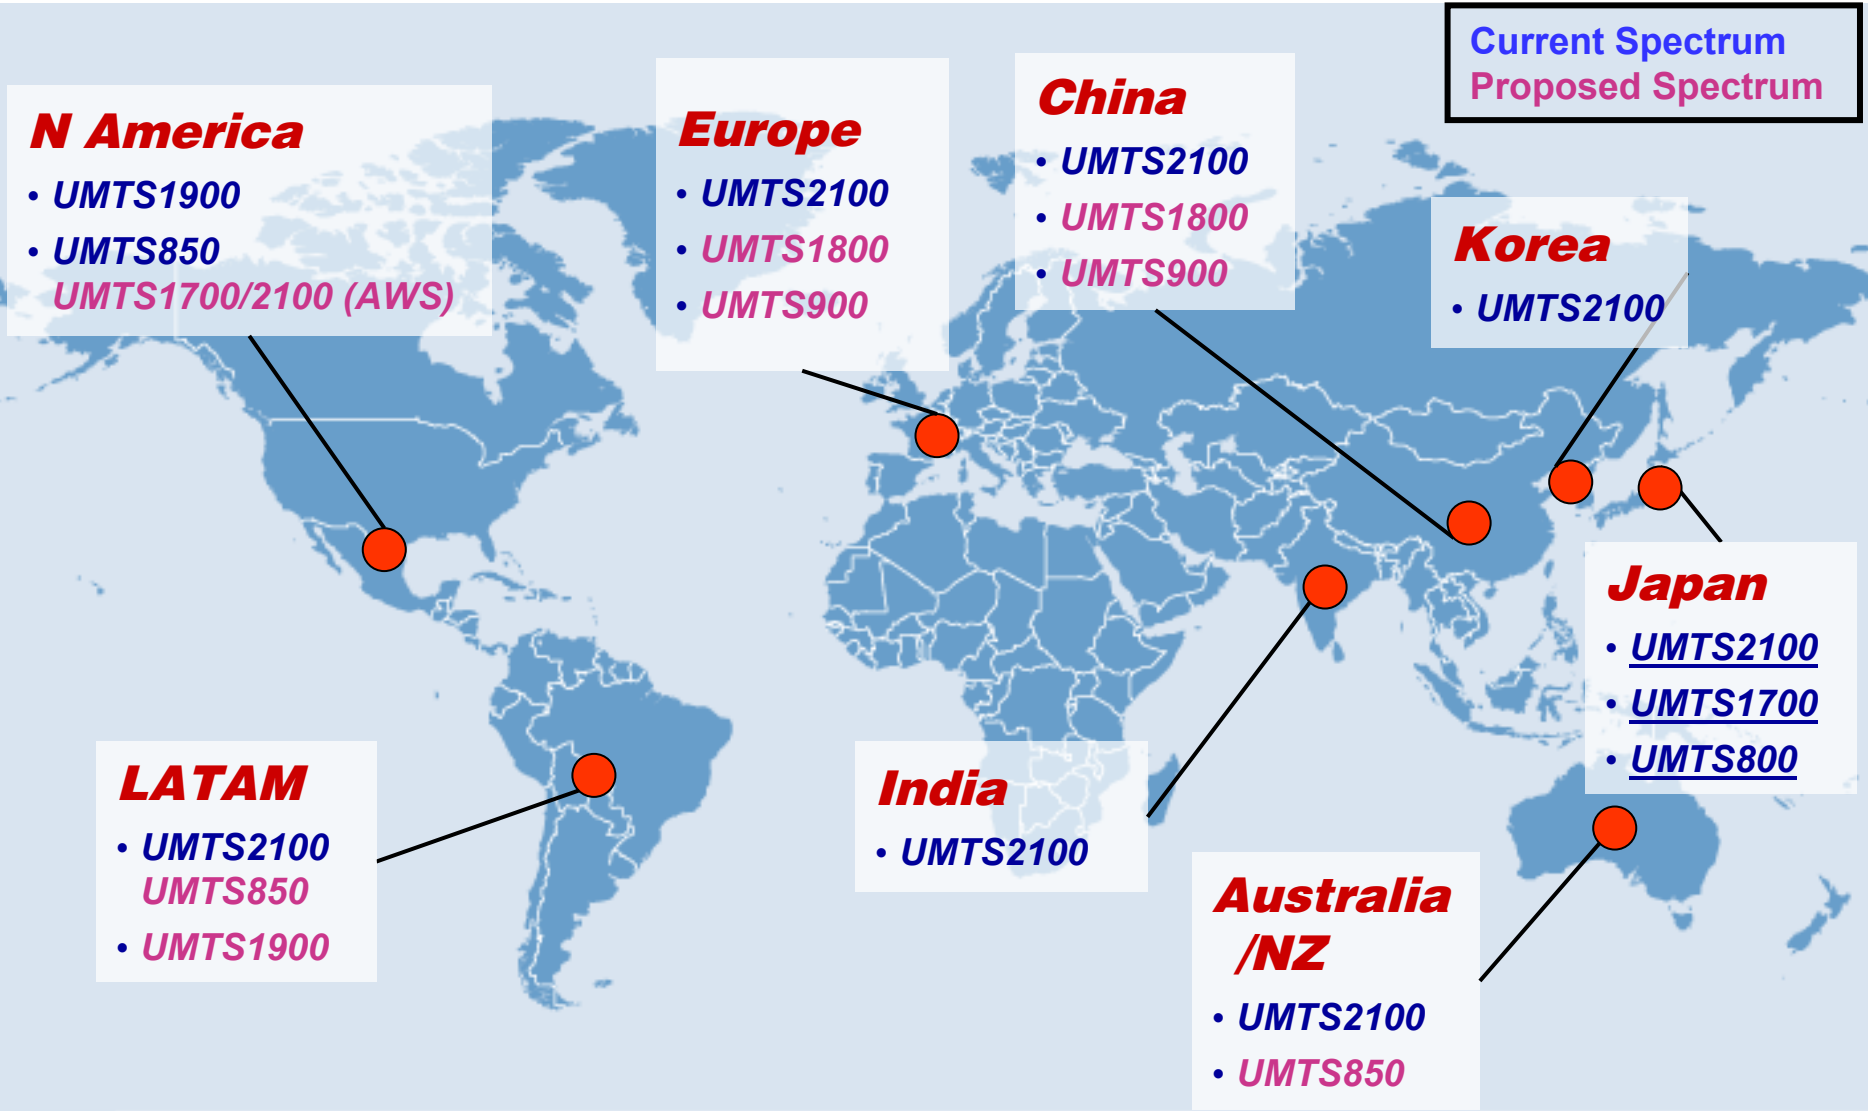 Current Spectrum
Proposed Spectrum
N America
• UMTS1900
• UMTS850
UMTS1700/2100 (AWS)
Europe
• UMTS2100
• UMTS1800
• UMTS900
China
• UMTS2100
• UMTS1800
• UMTS900
Korea
• UMTS2100
Japan
• UMTS2100
• UMTS1700
• UMTS800
LATAM
• UMTS2100
UMTS850
• UMTS1900
India
• UMTS2100
Australia
/NZ
• UMTS2100
• UMTS850